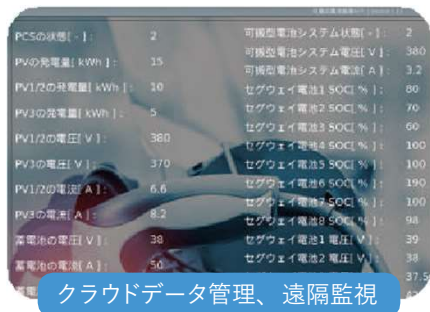 PCSの状態[ - ] : 2
PVの発電量[ kWh ] : 15
PV1/2の発電量[ kWh ] : 10
PV3の発電量[ kWh ] : 5
PV1/2の電圧[ V ] : 380
PV3の電圧[ V ] : 370
PV1/2の電流[ A ] : 6.6
PV3の電流[ A ] : 8.2
蓄電池の電圧[ V ] : 38
蓄電池の電流[ A ] : 50
可搬型電池システム状態[ - ] : 2
可搬型電池システム電圧[ V ] 380
可搬型電池システム電流[ A ] 3.2
セグウェイ電池1 SOC[ % ] : 80
セグウェイ電池2 SOC[ % ] : 70
セグウェイ電池3 SOC[ % ] : 60
セグウェイ電池4 SOC[ % ] : 100
セグウェイ電池5 SOC[ % ] : 100
セグウェイ電池6 SOC[ % ] : 190
セグウェイ電池7 SOC[ % ] : 100
セグウェイ電池8 SOC[ % ] : 98
セグウェイ電池1 電圧[ V ] : 39
セグウェイ電池2 電圧[ V ] : 38
37.5
クラウドデータ管理、遠隔監視